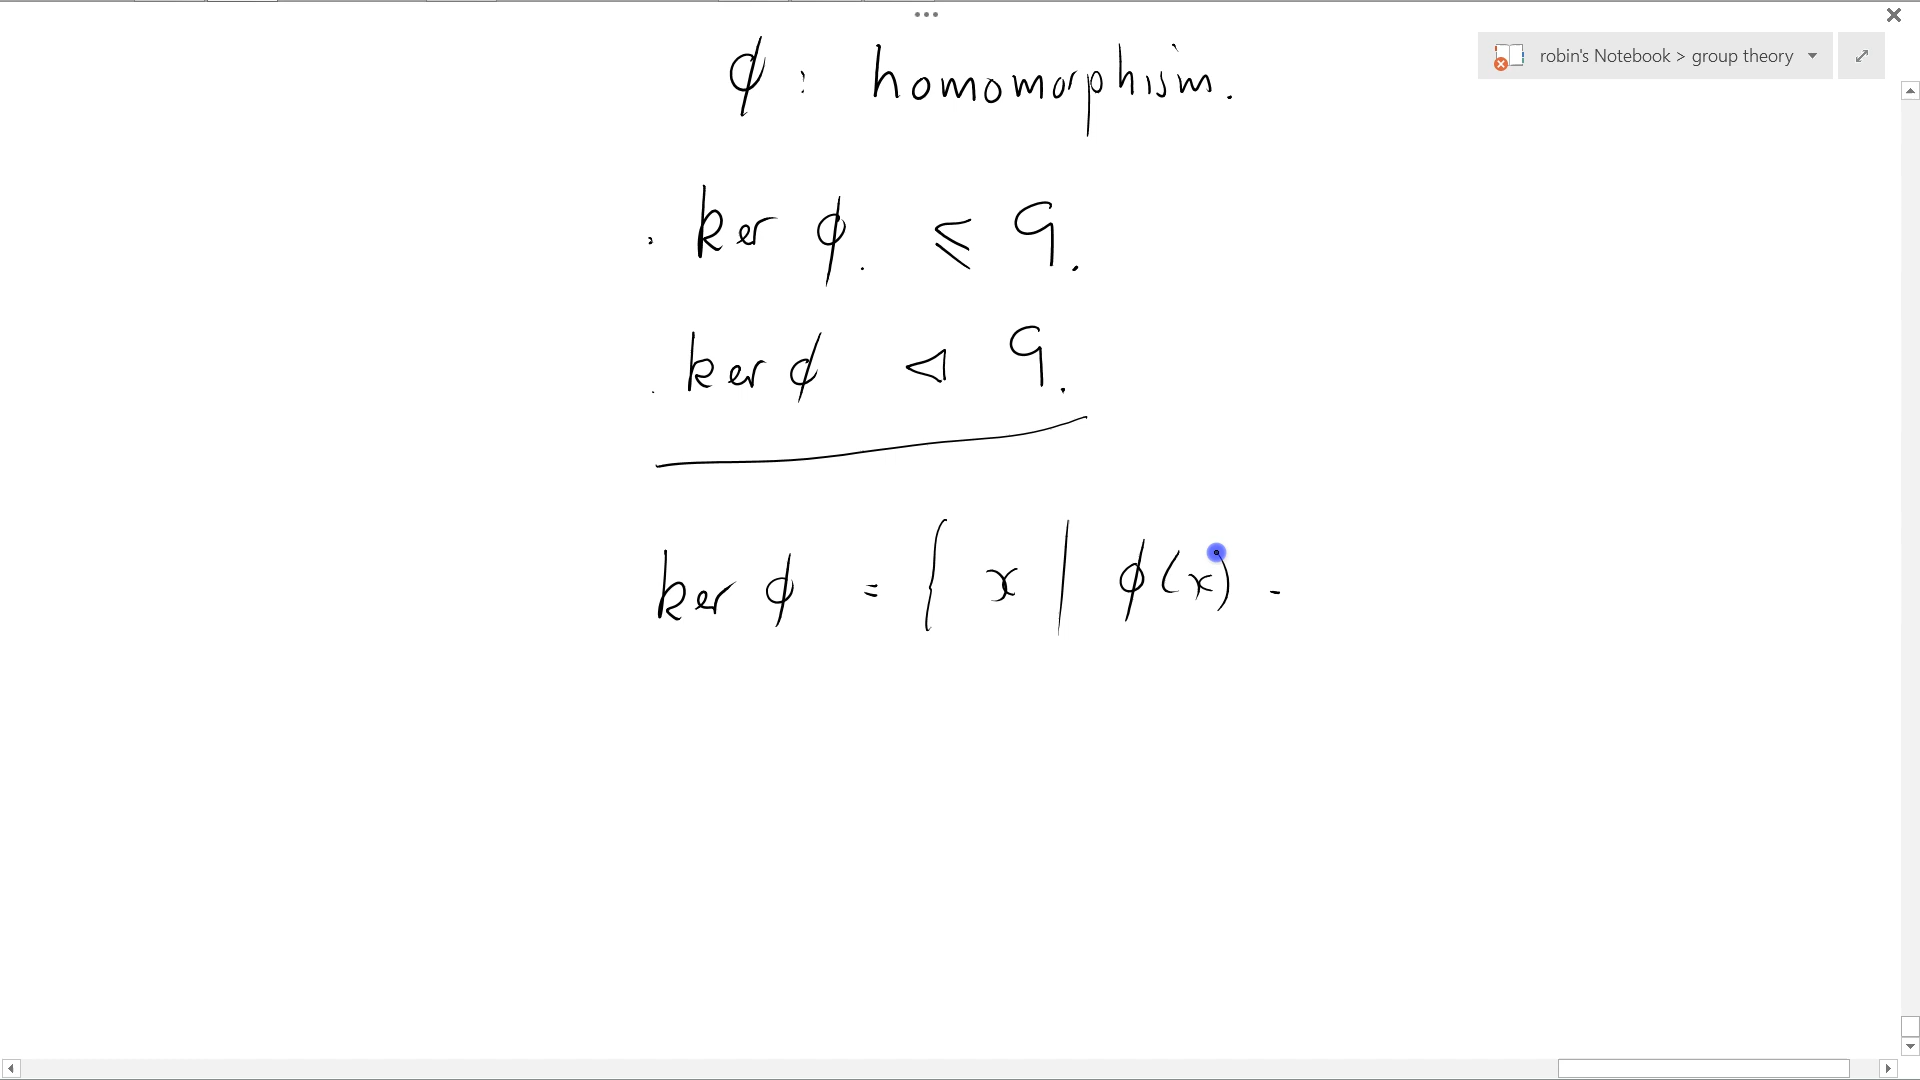 robin's Notebook > group theory
ϕ : homomorphism.
. ker ϕ. ⩽ G.
. ker ϕ ⊲ G.
ker ϕ = { x | ϕ(x) -